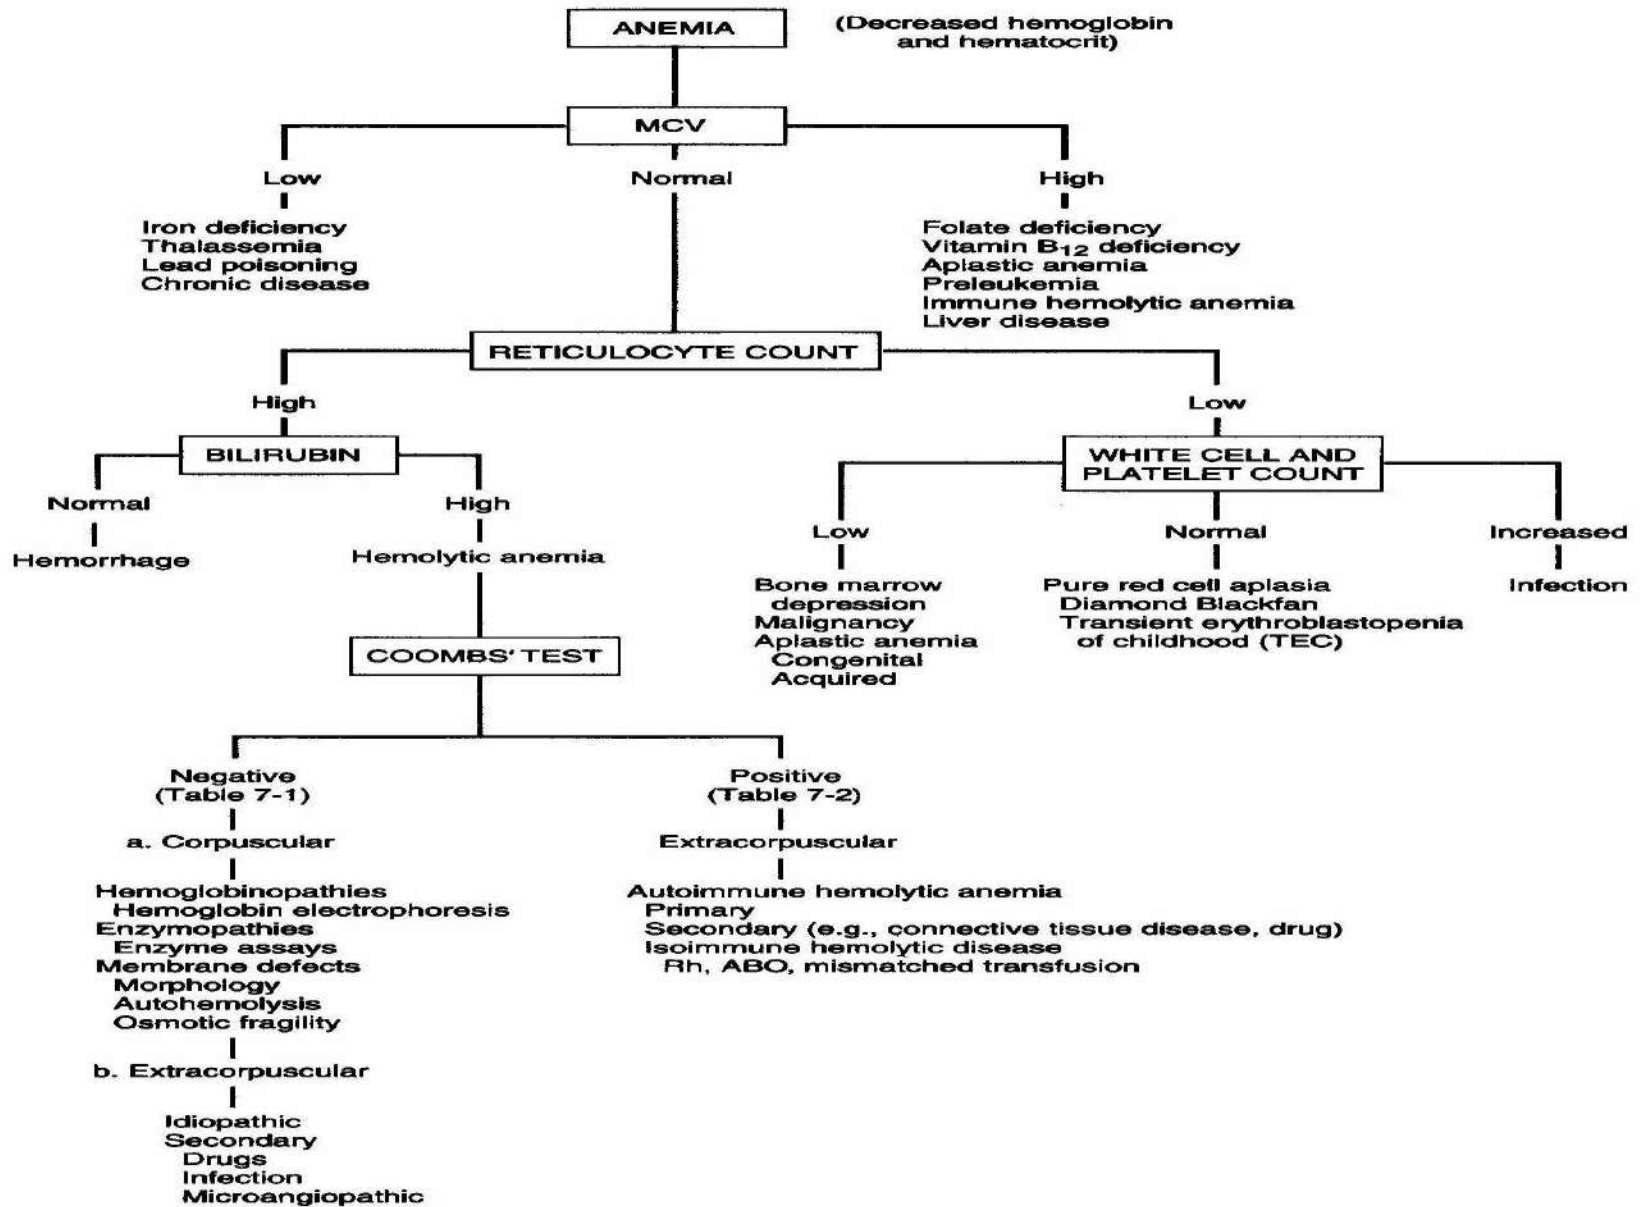 ANEMIA
(Decreased hemoglobin
and hematocrit)
MCV
Low
Normal
High
Iron deficiency
Thalassemia
Lead poisoning
Chronic disease
Folate deficiency
Vitamin B12 deficiency
Aplastic anemia
Preleukemia
Immune hemolytic anemia
Liver disease
RETICULOCYTE COUNT
High
Low
BILIRUBIN
WHITE CELL AND
PLATELET COUNT
Normal
High
Low
Normal
Increased
Hemorrhage
Hemolytic anemia
Bone marrow
depression
Malignancy
Aplastic anemia
Congenital
Acquired
Pure red cell aplasia
Diamond Blackfan
Transient erythroblastopenia
of childhood (TEC)
Infection
COOMBS' TEST
Negative
(Table 7-1)
Positive
(Table 7-2)
a. Corpuscular
Extracorpuscular
Hemoglobinopathies
Hemoglobin electrophoresis
Enzymopathies
Enzyme assays
Membrane defects
Morphology
Autohemolysis
Osmotic fragility
Autoimmune hemolytic anemia
Primary
Secondary (e.g., connective tissue disease, drug)
Isoimmune hemolytic disease
Rh, ABO, mismatched transfusion
b. Extracorpuscular
Idiopathic
Secondary
Drugs
Infection
Microangiopathic